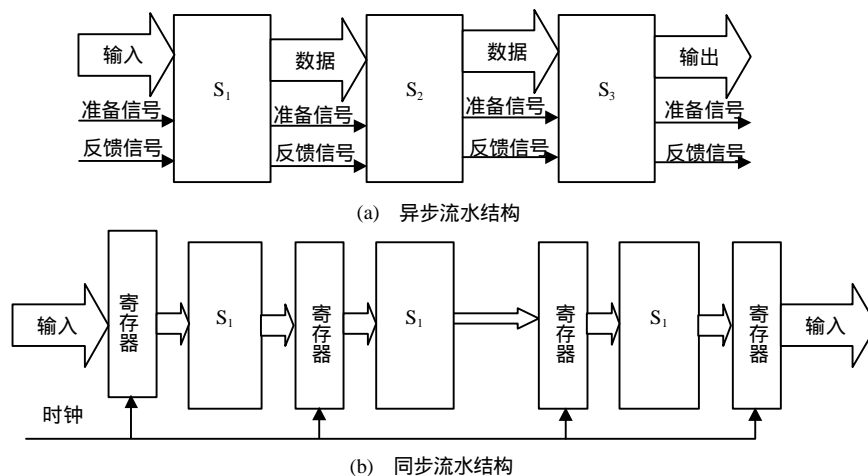 输入 数据 数据 输出
S1 S2 S3
准备信号 准备信号 准备信号 准备信号
反馈信号 反馈信号 反馈信号 反馈信号
(a) 异步流水结构
输入 寄存器 S1 寄存器 S1 寄存器 S1 寄存器 输入
时钟
(b) 同步流水结构